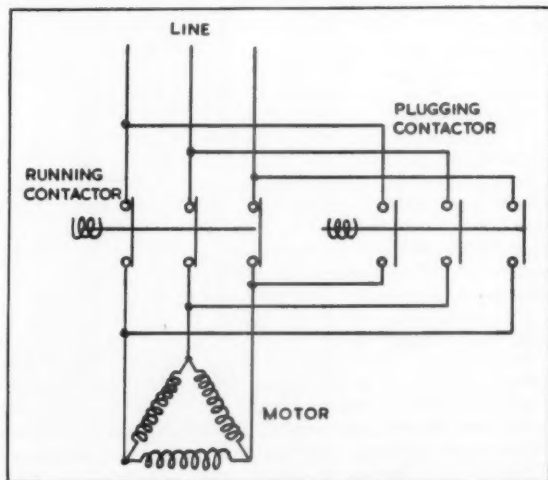 LINE
PLUGGING
CONTACTOR
RUNNING
CONTACTOR
MOTOR